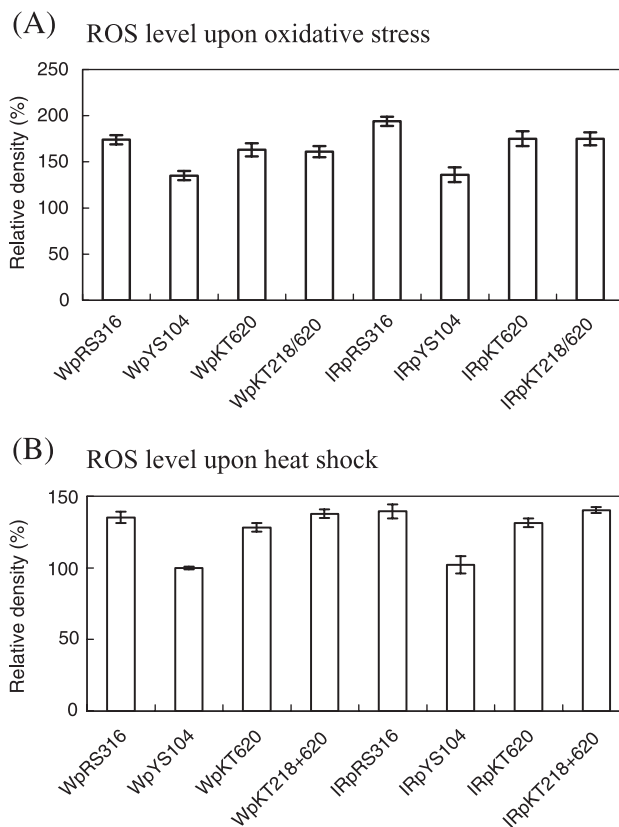 (A) ROS level upon oxidative stress
Relative density (%)
250
200
150
100
50
0
WpRS316
WpYS104
WpKT620
WpKT218/620
IRpRS316
IRpYS104
IRpKT620
IRpKT218/620
(B) ROS level upon heat shock
Relative density (%)
150
100
50
0
WpRS316
WpYS104
WpKT620
WpKT218+620
IRpRS316
IRpYS104
IRpKT620
IRpKT218+620